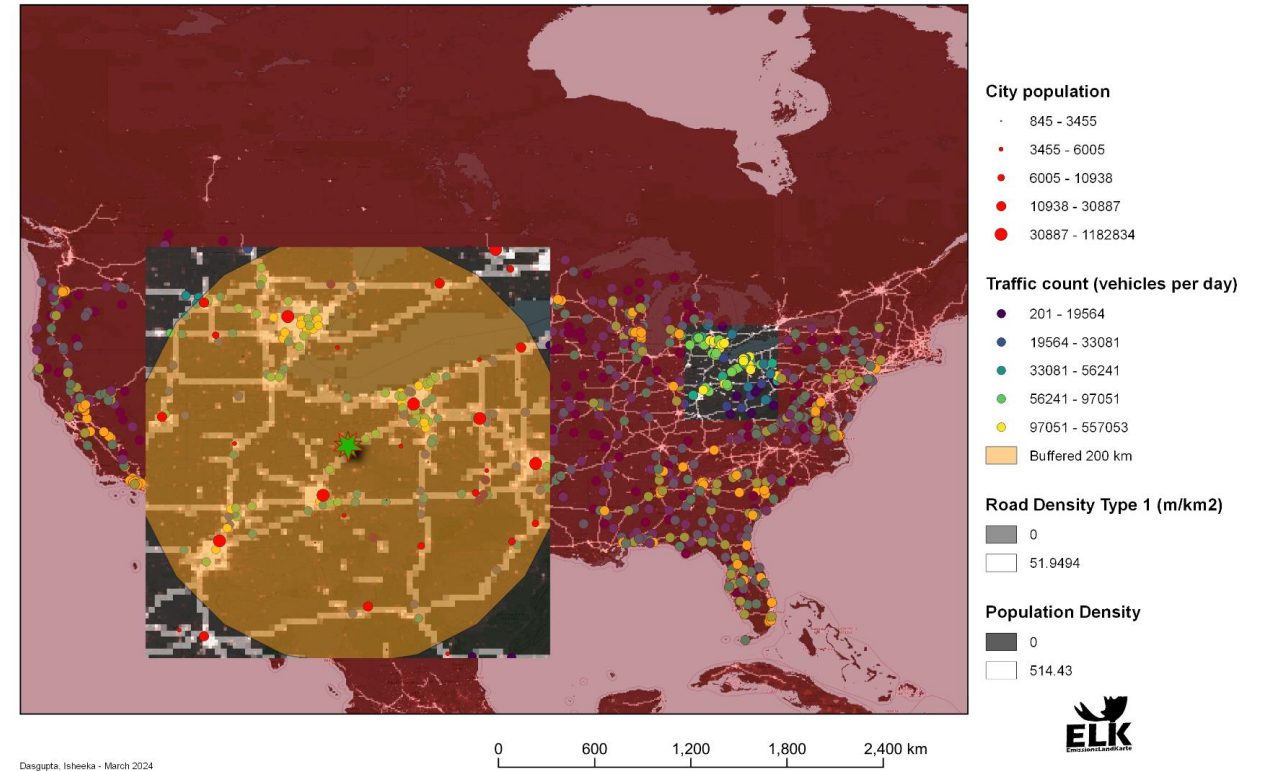 City population
845 - 3455
3455 - 6005
6005 - 10938
10938 - 30887
30887 - 1182834
Traffic count (vehicles per day)
201 - 19564
19564 - 33081
33081 - 56241
56241 - 97051
97051 - 557053
Buffered 200 km
Road Density Type 1 (m/km2)
0
51.9494
Population Density
0
514.43
ELK
EmissionsLandKarte
0 600 1,200 1,800 2,400 km
Dasgupta, Isheeka - March 2024